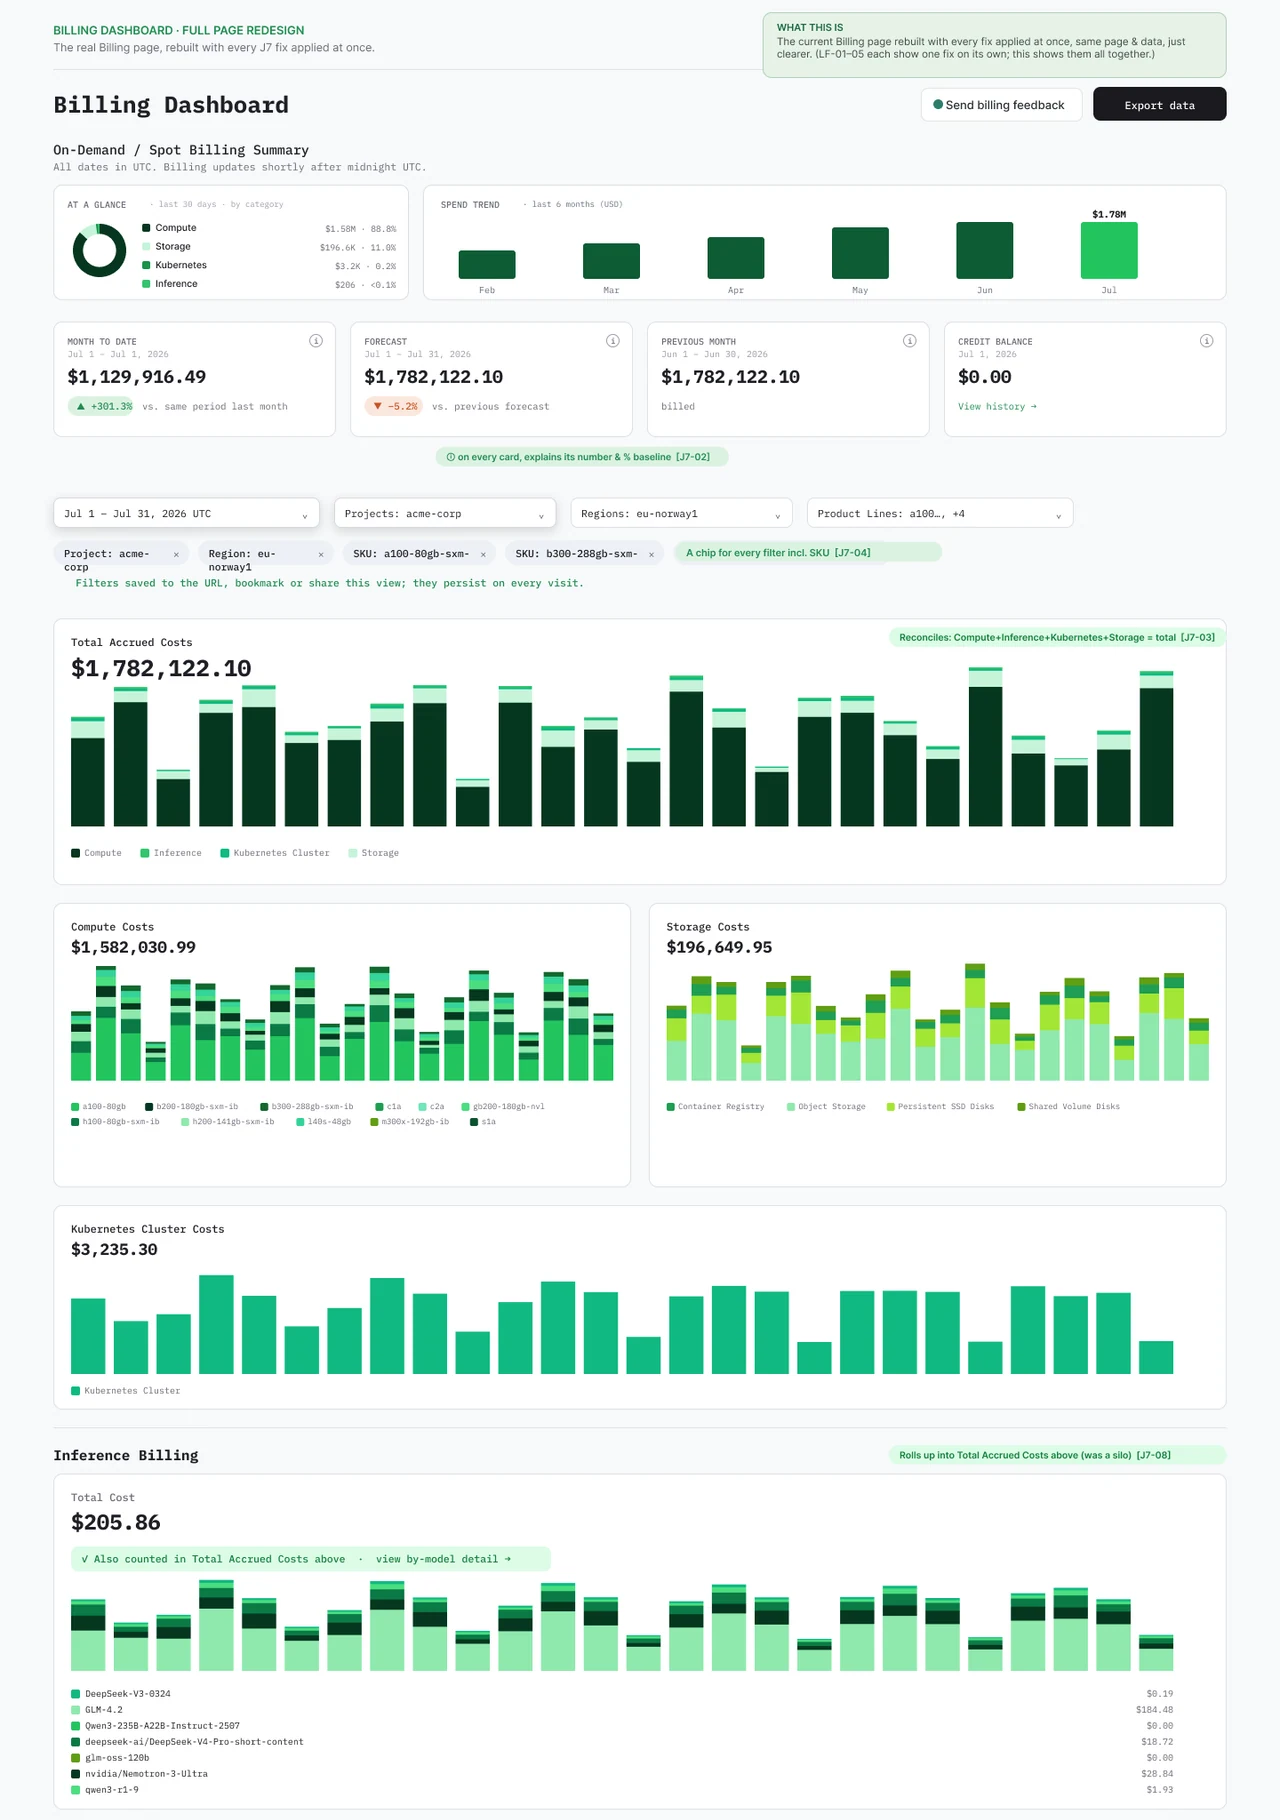 BILLING DASHBOARD · FULL PAGE REDESIGN
The real Billing page, rebuilt with every J7 fix applied at once.
WHAT THIS IS
The current Billing page rebuilt with every fix applied at once, same page & data, just
clearer. (LF-01–05 each show one fix on its own; this shows them all together.)
Billing Dashboard
Send billing feedback
Export data
On-Demand / Spot Billing Summary
All dates in UTC. Billing updates shortly after midnight UTC.
AT A GLANCE · last 30 days · by category
Compute $1.58M · 88.8%
Storage $196.6K · 11.0%
Kubernetes $3.2K · 0.2%
Inference $206 · <0.1%
SPEND TREND · last 6 months (USD)
$1.78M
Feb Mar Apr May Jun Jul
MONTH TO DATE
Jul 1 – Jul 1, 2026
$1,129,916.49
▲ +301.3% vs. same period last month
FORECAST
Jul 1 – Jul 31, 2026
$1,782,122.10
▼ −5.2% vs. previous forecast
PREVIOUS MONTH
Jun 1 – Jun 30, 2026
$1,782,122.10
billed
CREDIT BALANCE
Jul 1, 2026
$0.00
View history →
ⓘ on every card, explains its number & % baseline [J7-02]
Jul 1 – Jul 31, 2026 UTC
Projects: acme-corp
Regions: eu-norway1
Product Lines: a100…, +4
Project: acme-
corp ×
Region: eu-
norway1 ×
SKU: a100-80gb-sxm- ×
SKU: b300-288gb-sxm- ×
A chip for every filter incl. SKU [J7-04]
Filters saved to the URL, bookmark or share this view; they persist on every visit.
Total Accrued Costs
Reconciles: Compute+Inference+Kubernetes+Storage = total [J7-03]
$1,782,122.10
Compute Inference Kubernetes Cluster Storage
Compute Costs
$1,582,030.99
a100-80gb b200-180gb-sxm-ib b300-288gb-sxm-ib c1a c2a gb200-180gb-nvl
h100-80gb-sxm-ib h200-141gb-sxm-ib l40s-48gb m300x-192gb-ib s1a
Storage Costs
$196,649.95
Container Registry Object Storage Persistent SSD Disks Shared Volume Disks
Kubernetes Cluster Costs
$3,235.30
Kubernetes Cluster
Inference Billing
Rolls up into Total Accrued Costs above (was a silo) [J7-08]
Total Cost
$205.86
✓ Also counted in Total Accrued Costs above · view by-model detail →
DeepSeek-V3-0324 $0.19
GLM-4.2 $184.48
Qwen3-235B-A22B-Instruct-2507 $0.00
deepseek-ai/DeepSeek-V4-Pro-short-content $18.72
glm-oss-120b $0.00
nvidia/Nemotron-3-Ultra $28.84
qwen3-r1-9 $1.93